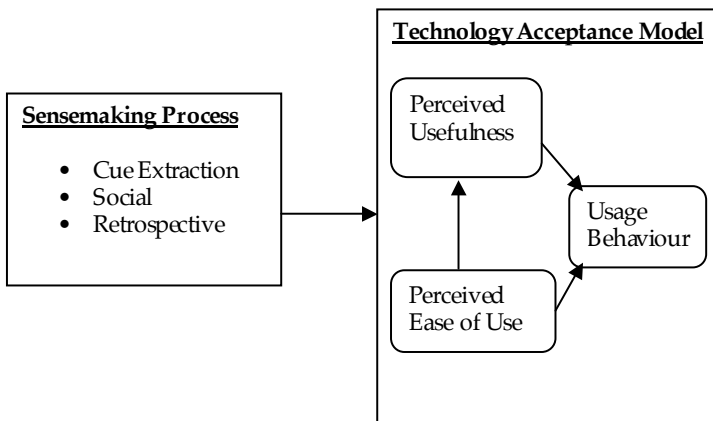 Technology Acceptance Model
Perceived
Usefulness
Sensemaking Process
• Cue Extraction
• Social
• Retrospective
Usage
Behaviour
Perceived
Ease of Use